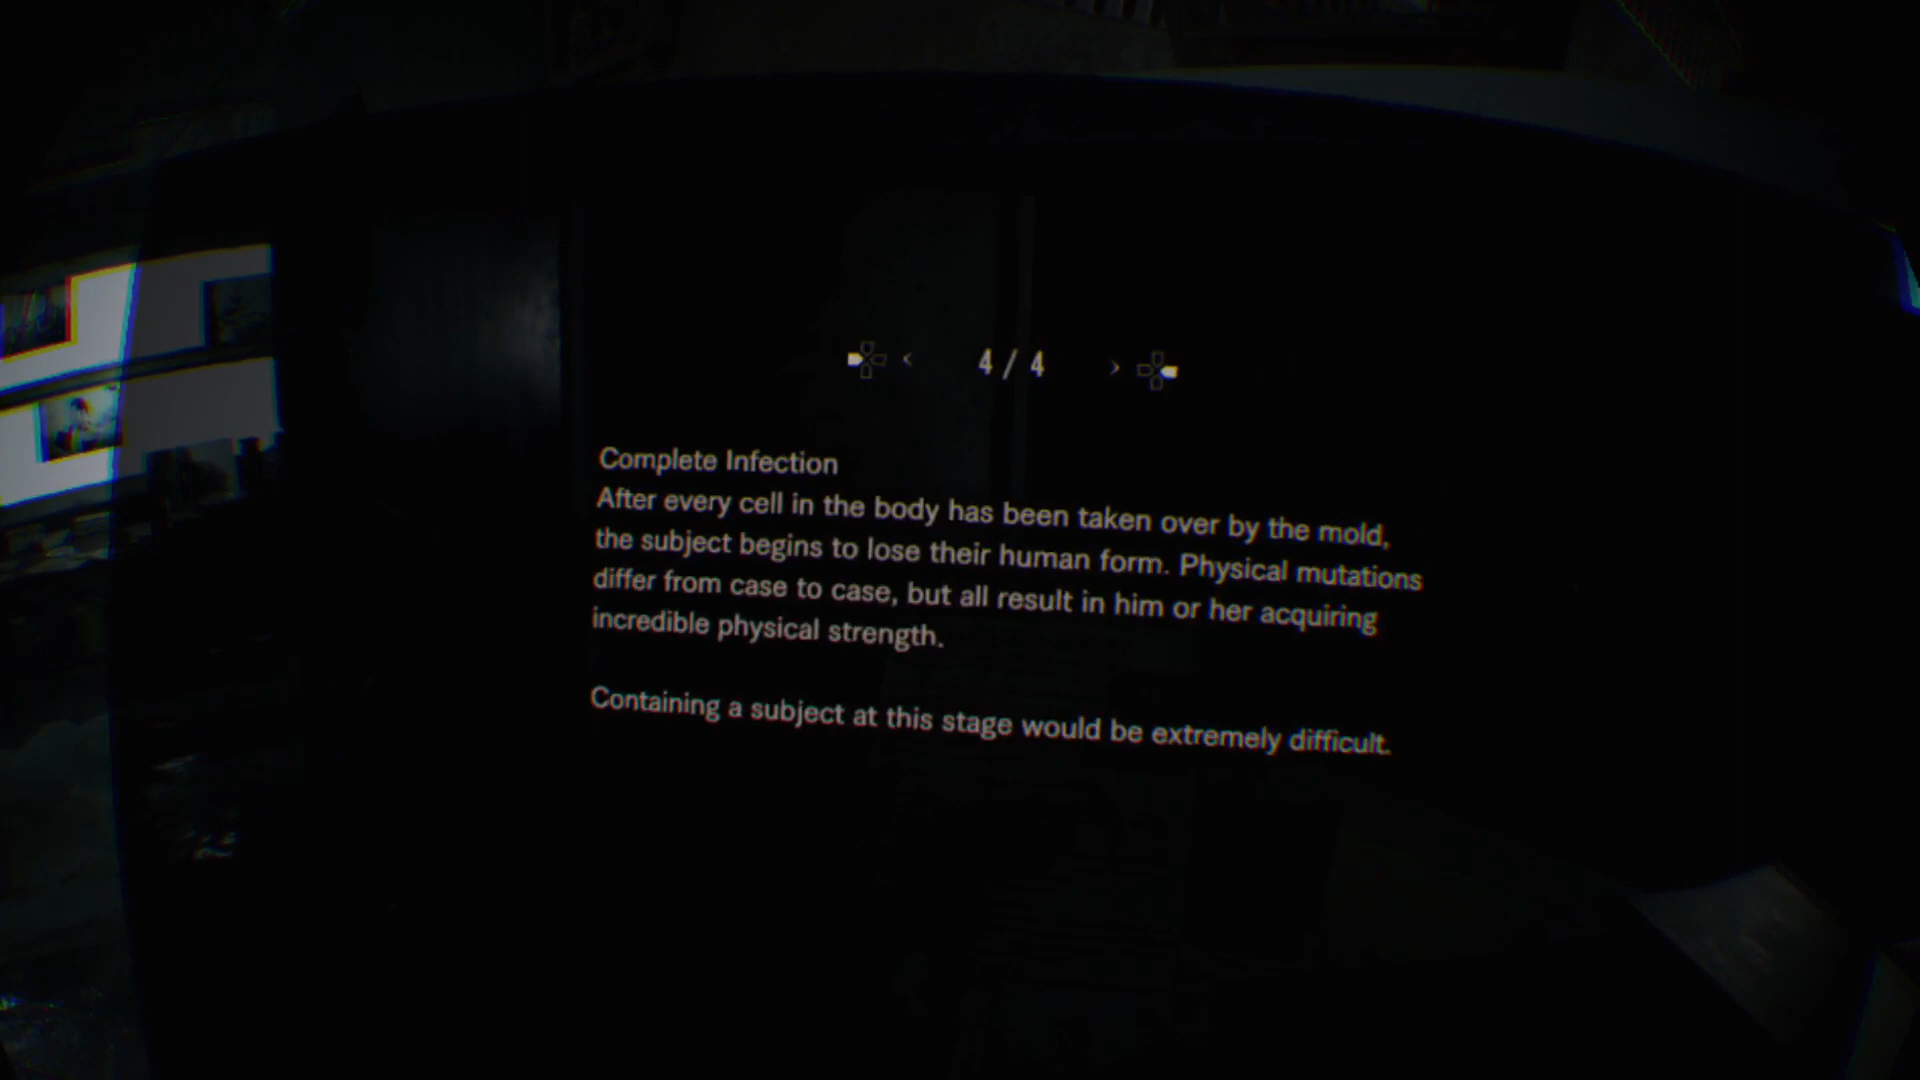 < 4 / 4 >
Complete Infection
After every cell in the body has been taken over by the mold,
the subject begins to lose their human form. Physical mutations
differ from case to case, but all result in him or her acquiring
incredible physical strength.
Containing a subject at this stage would be extremely difficult.